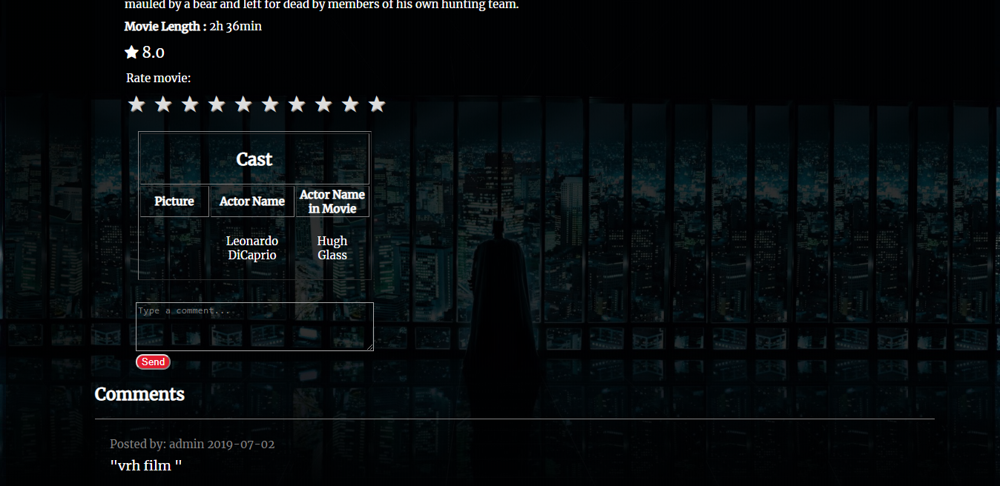 mauled by a bear and left for dead by members of his own hunting team.
Movie Length : 2h 36min
8.0
Rate movie:
Cast
Picture Actor Name Actor Name
in Movie
Leonardo Hugh
DiCaprio Glass
Type a comment...
Send
Comments
Posted by: admin 2019-07-02
"vrh film "